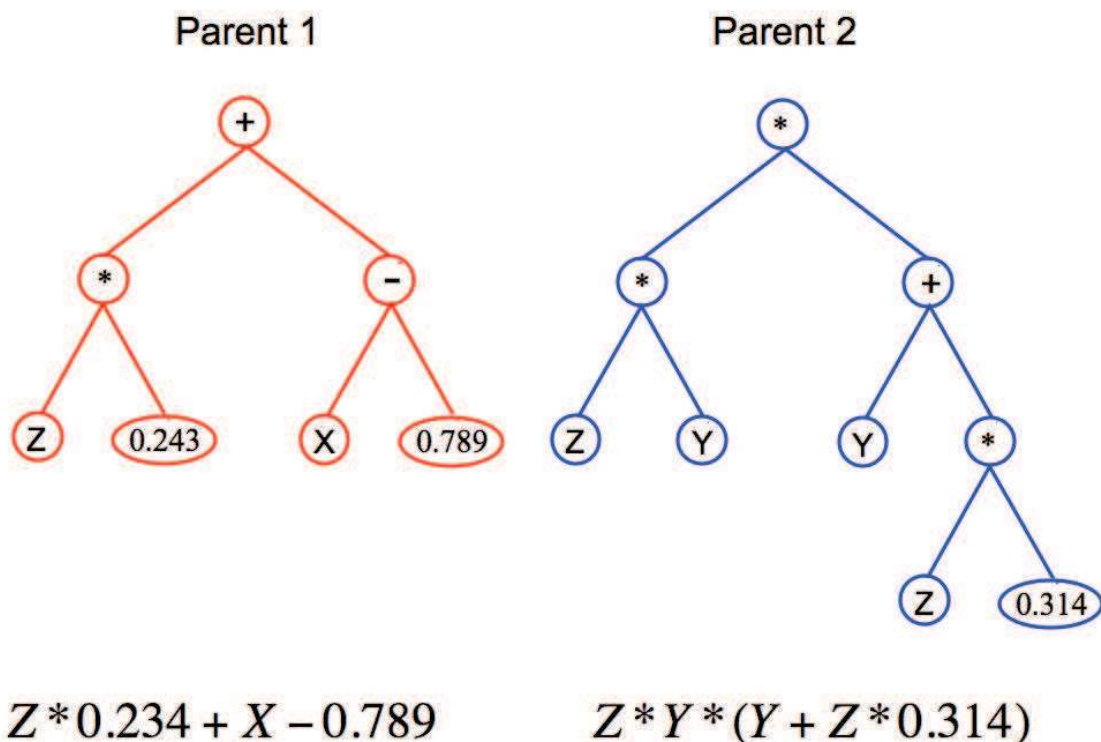 Parent 1 Parent 2
+ *
* - * +
Z 0.243 X 0.789 Z Y Y *
Z 0.314
Z*0.234+X-0.789 Z*Y*(Y+Z*0.314)